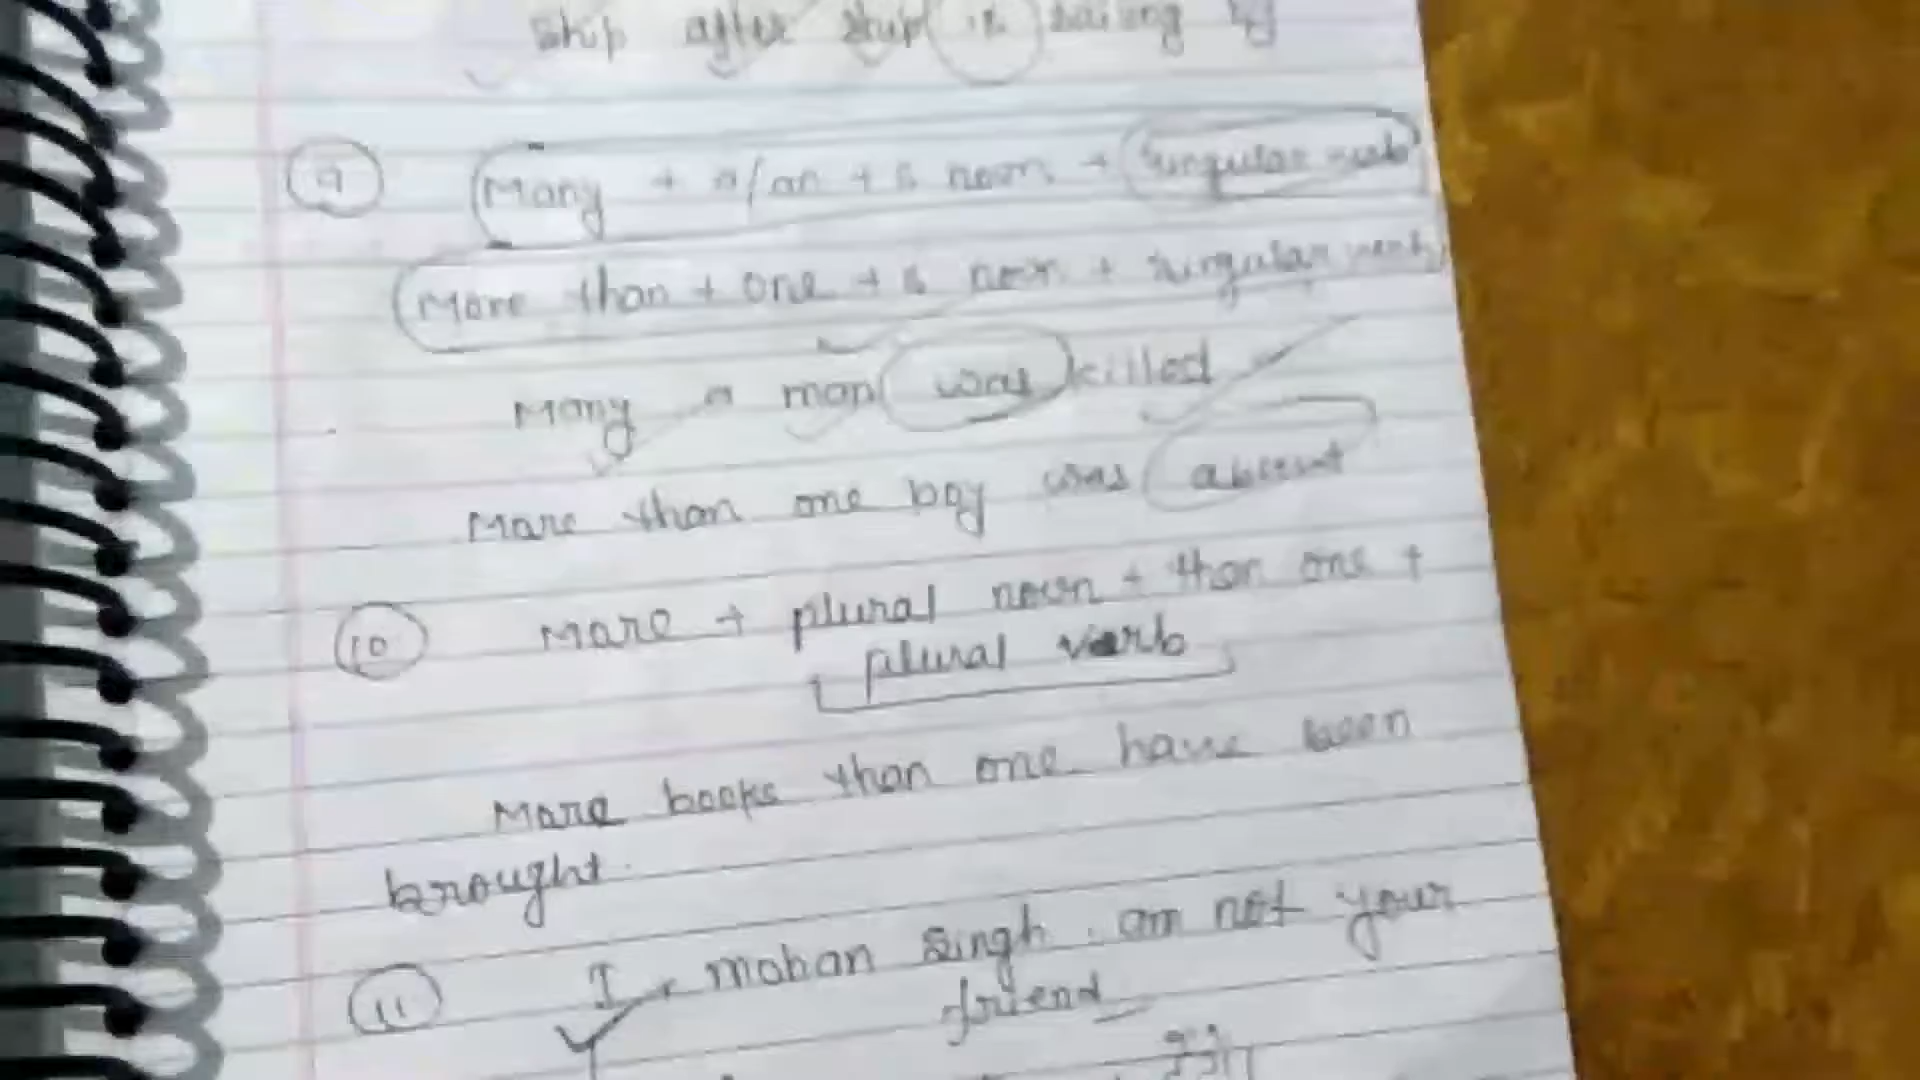 Ship after ship is sailing by
9 Many + a/an + s noun + singular verb
More than + one + s noun + singular verb
Many a man was killed
More than one boy was absent
10 More + plural noun + than one +
plural verb
More books than one have been
brought.
11 I, mohan Singh, am not your
friend